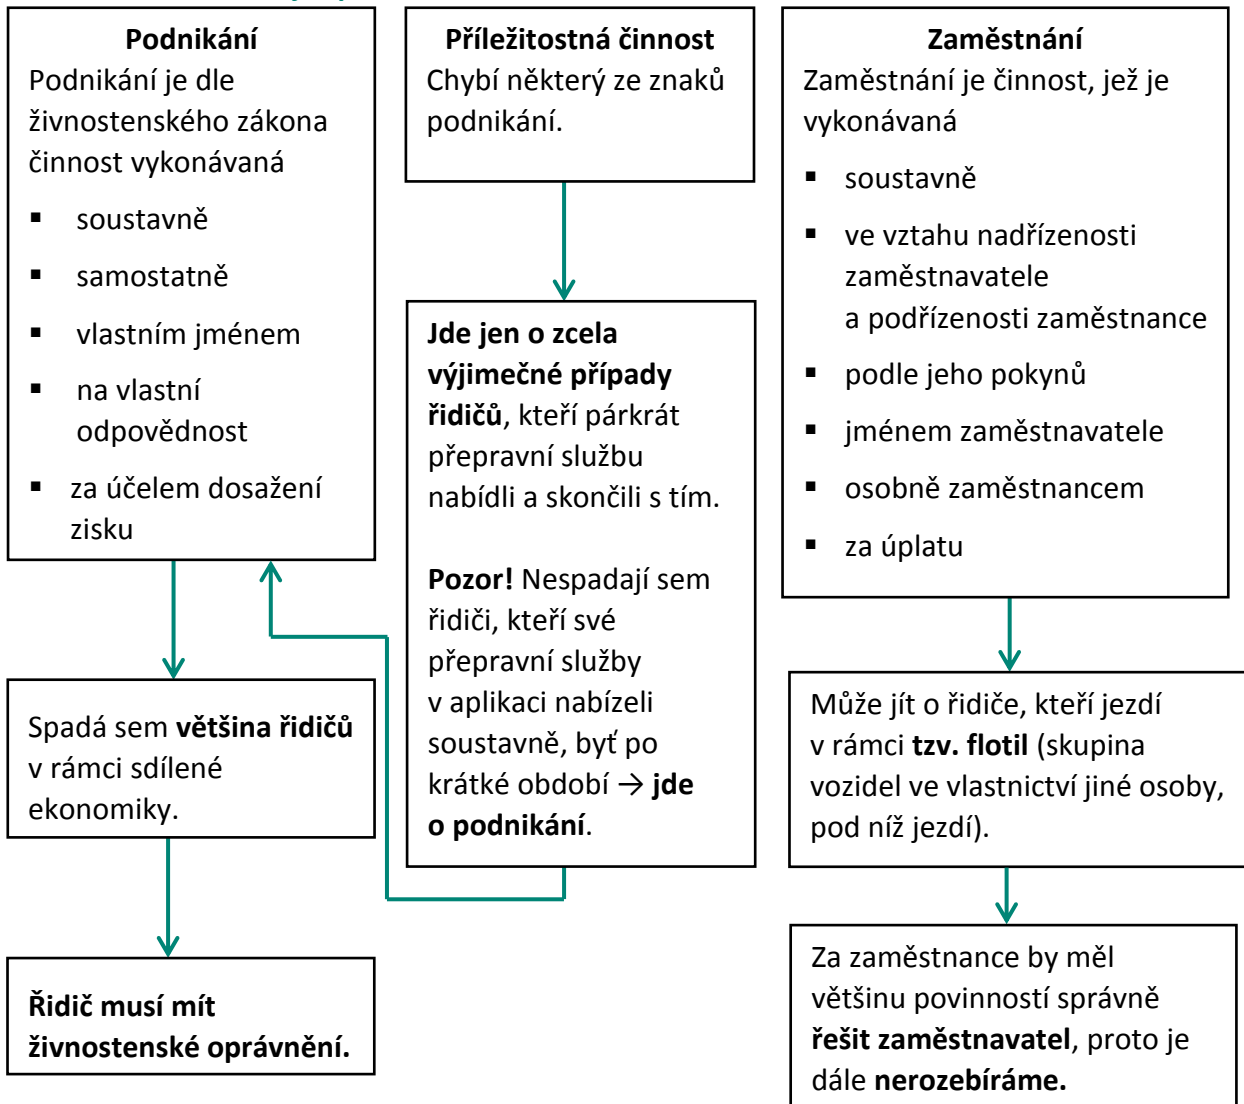 Podnikání
Podnikání je dle
živnostenského zákona
činnost vykonávaná
▪ soustavně
▪ samostatně
▪ vlastním jménem
▪ na vlastní
odpovědnost
▪ za účelem dosažení
zisku
Spadá sem většina řidičů
v rámci sdílené
ekonomiky.
Řidič musí mít
živnostenské oprávnění.
Příležitostná činnost
Chybí některý ze znaků
podnikání.
Jde jen o zcela
výjimečné případy
řidičů, kteří párkrát
přepravní službu
nabídli a skončili s tím.
Pozor! Nespadají sem
řidiči, kteří své
přepravní služby
v aplikaci nabízeli
soustavně, byť po
krátké období → jde
o podnikání.
Zaměstnání
Zaměstnání je činnost, jež je
vykonávaná
▪ soustavně
▪ ve vztahu nadřízenosti
zaměstnavatele
a podřízenosti zaměstnance
▪ podle jeho pokynů
▪ jménem zaměstnavatele
▪ osobně zaměstnancem
▪ za úplatu
Může jít o řidiče, kteří jezdí
v rámci tzv. flotil (skupina
vozidel ve vlastnictví jiné osoby,
pod níž jezdí).
Za zaměstnance by měl
většinu povinností správně
řešit zaměstnavatel, proto je
dále nerozebíráme.